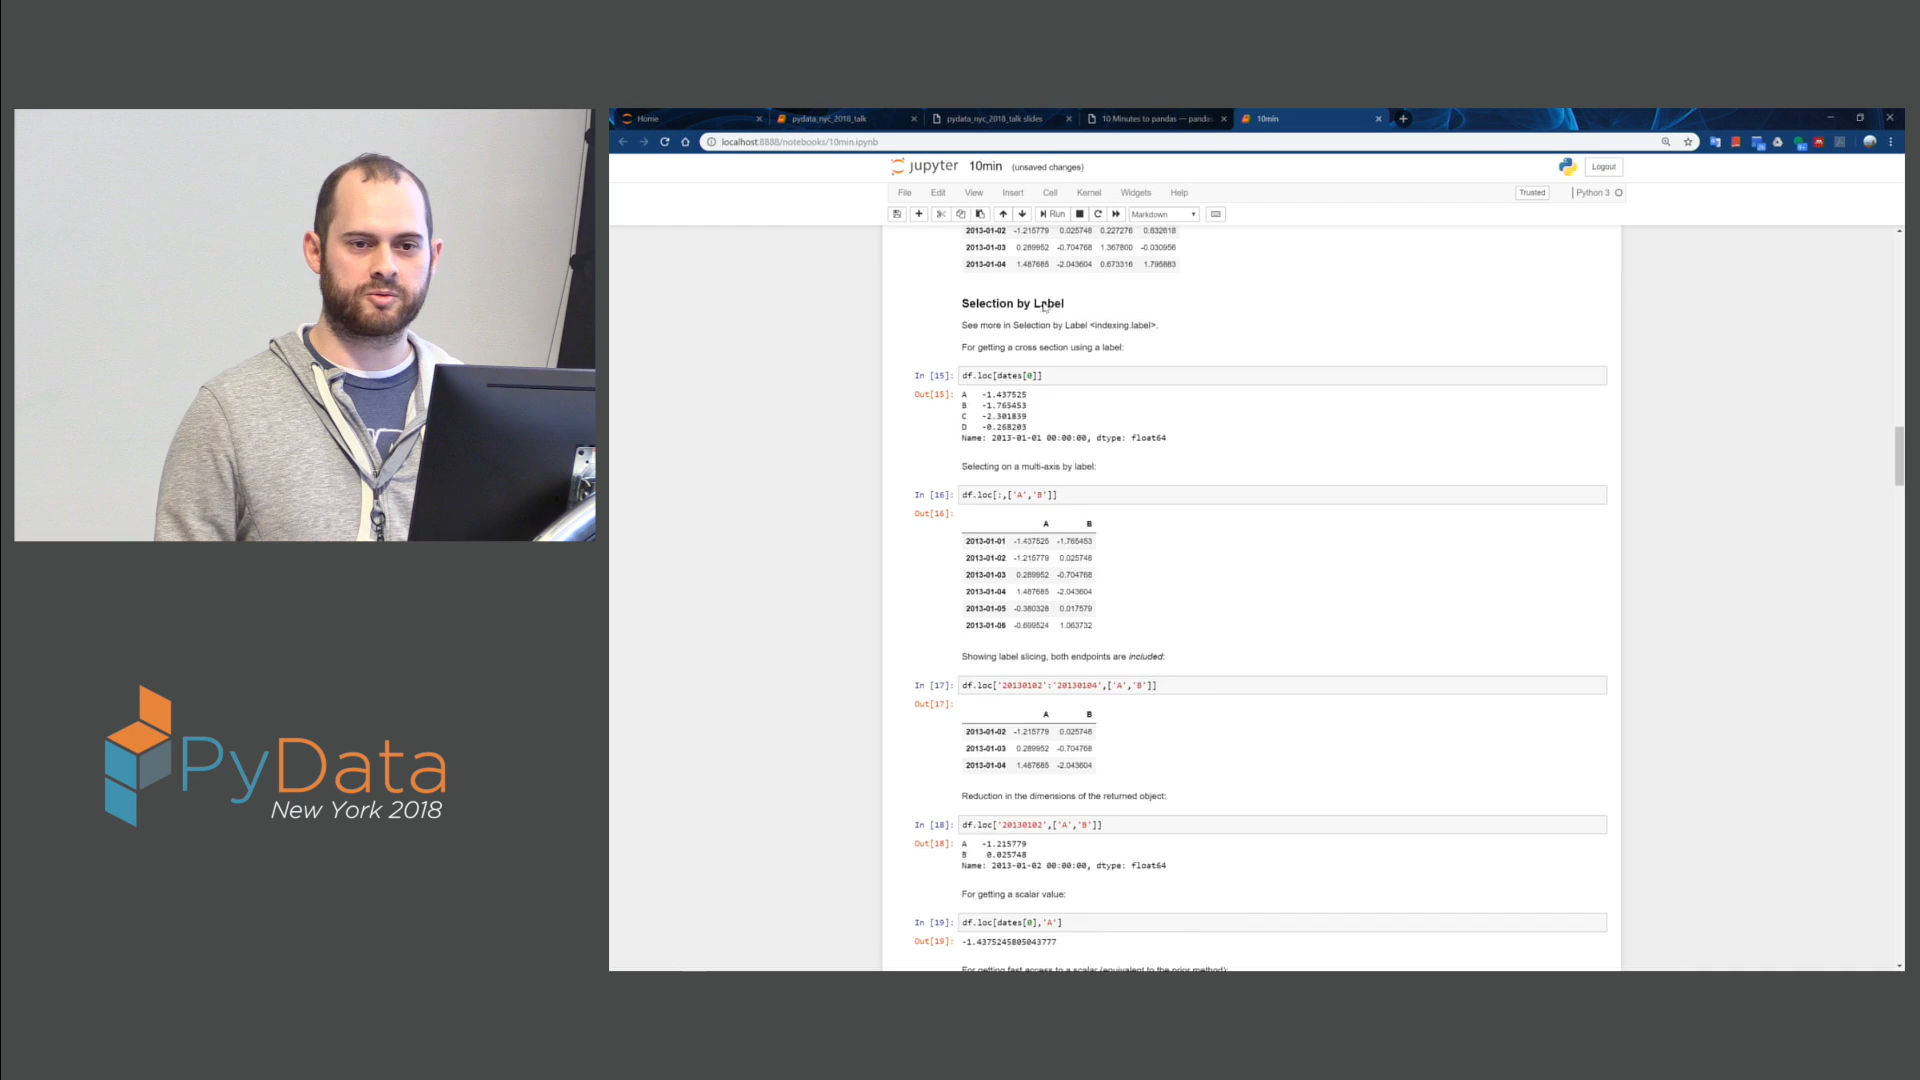 Home
pydata_nyc_2018_talk
pydata_nyc_2018_talk slides
10 Minutes to pandas — pandas
10min
localhost:8888/notebooks/10min.ipynb
jupyter 10min (unsaved changes)
Logout
File Edit View Insert Cell Kernel Widgets Help
Trusted
Python 3
Run
Markdown
2013-01-02 -1.215779 0.025748 0.227276 0.832618
2013-01-03 0.289952 -0.704768 1.367800 -0.030956
2013-01-04 1.487685 -2.043604 0.673316 1.795883
Selection by Label
See more in Selection by Label <indexing.label>.
For getting a cross section using a label:
In [15]: df.loc[dates[0]]
Out[15]: A -1.437525
B -1.765453
C -2.301839
D -0.268203
Name: 2013-01-01 00:00:00, dtype: float64
Selecting on a multi-axis by label:
In [16]: df.loc[:,['A','B']]
Out[16]:
A B
2013-01-01 -1.437525 -1.765453
2013-01-02 -1.215779 0.025748
2013-01-03 0.289952 -0.704768
2013-01-04 1.487685 -2.043604
2013-01-05 -0.380328 0.017579
2013-01-06 -0.699524 1.063732
Showing label slicing, both endpoints are included:
In [17]: df.loc['20130102':'20130104',['A','B']]
Out[17]:
A B
2013-01-02 -1.215779 0.025748
2013-01-03 0.289952 -0.704768
2013-01-04 1.487685 -2.043604
Reduction in the dimensions of the returned object:
In [18]: df.loc['20130102',['A','B']]
Out[18]: A -1.215779
B 0.025748
Name: 2013-01-02 00:00:00, dtype: float64
For getting a scalar value:
In [19]: df.loc[dates[0],'A']
Out[19]: -1.4375245805043777
For getting fast access to a scalar (equivalent to the prior method):
PyData
New York 2018